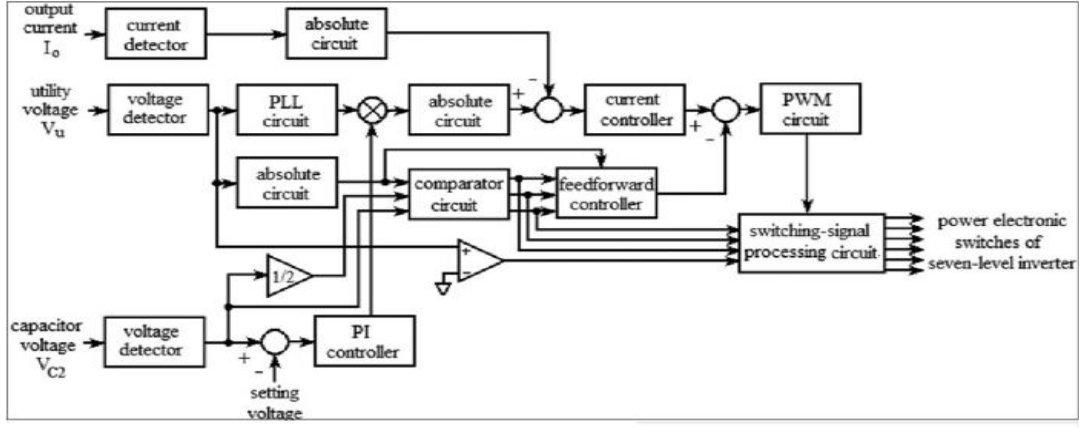 output
current
I₀
current
detector
absolute
circuit
−
utility
voltage
Vu
voltage
detector
PLL
circuit
absolute
circuit
+
current
controller
+
−
PWM
circuit
absolute
circuit
comparator
circuit
feedforward
controller
switching-signal
processing circuit
power electronic
switches of
seven-level inverter
+
−
1/2
capacitor
voltage
VC2
voltage
detector
+
−
PI
controller
setting
voltage